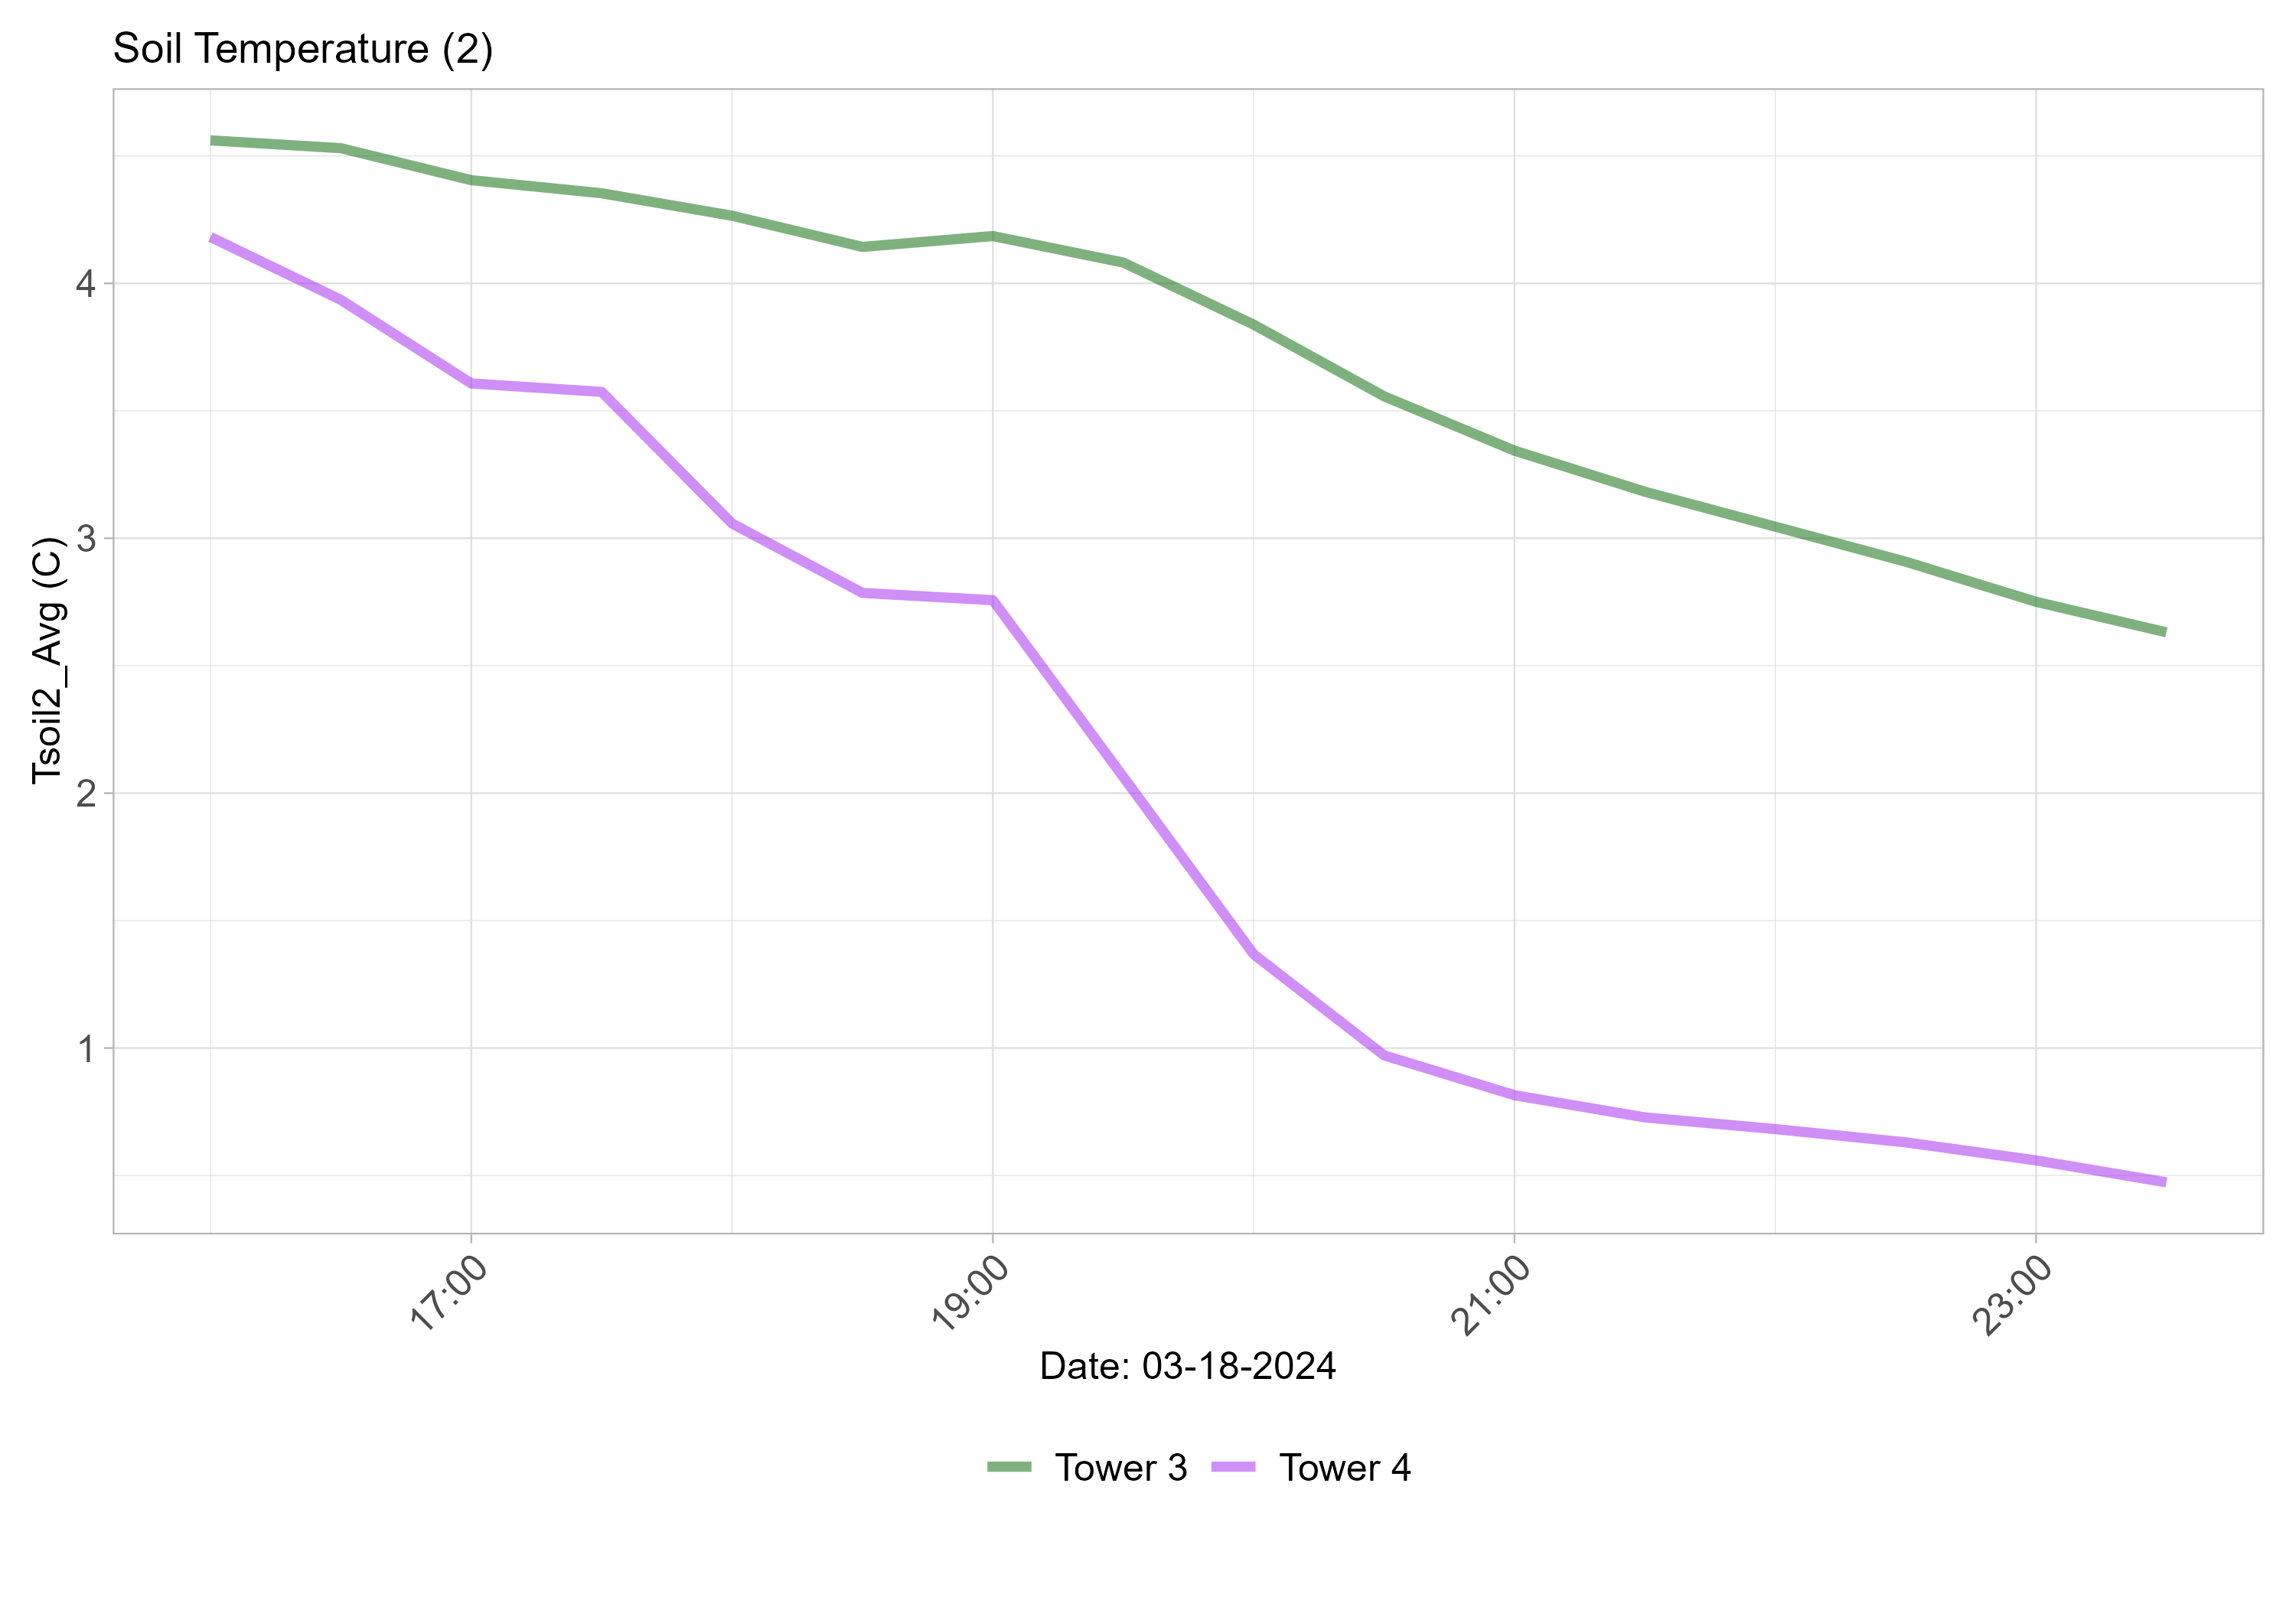 Soil Temperature (2)
Tsoil2_Avg (C)
4
3
2
1
17:00
19:00
21:00
23:00
Date: 03-18-2024
Tower 3
Tower 4